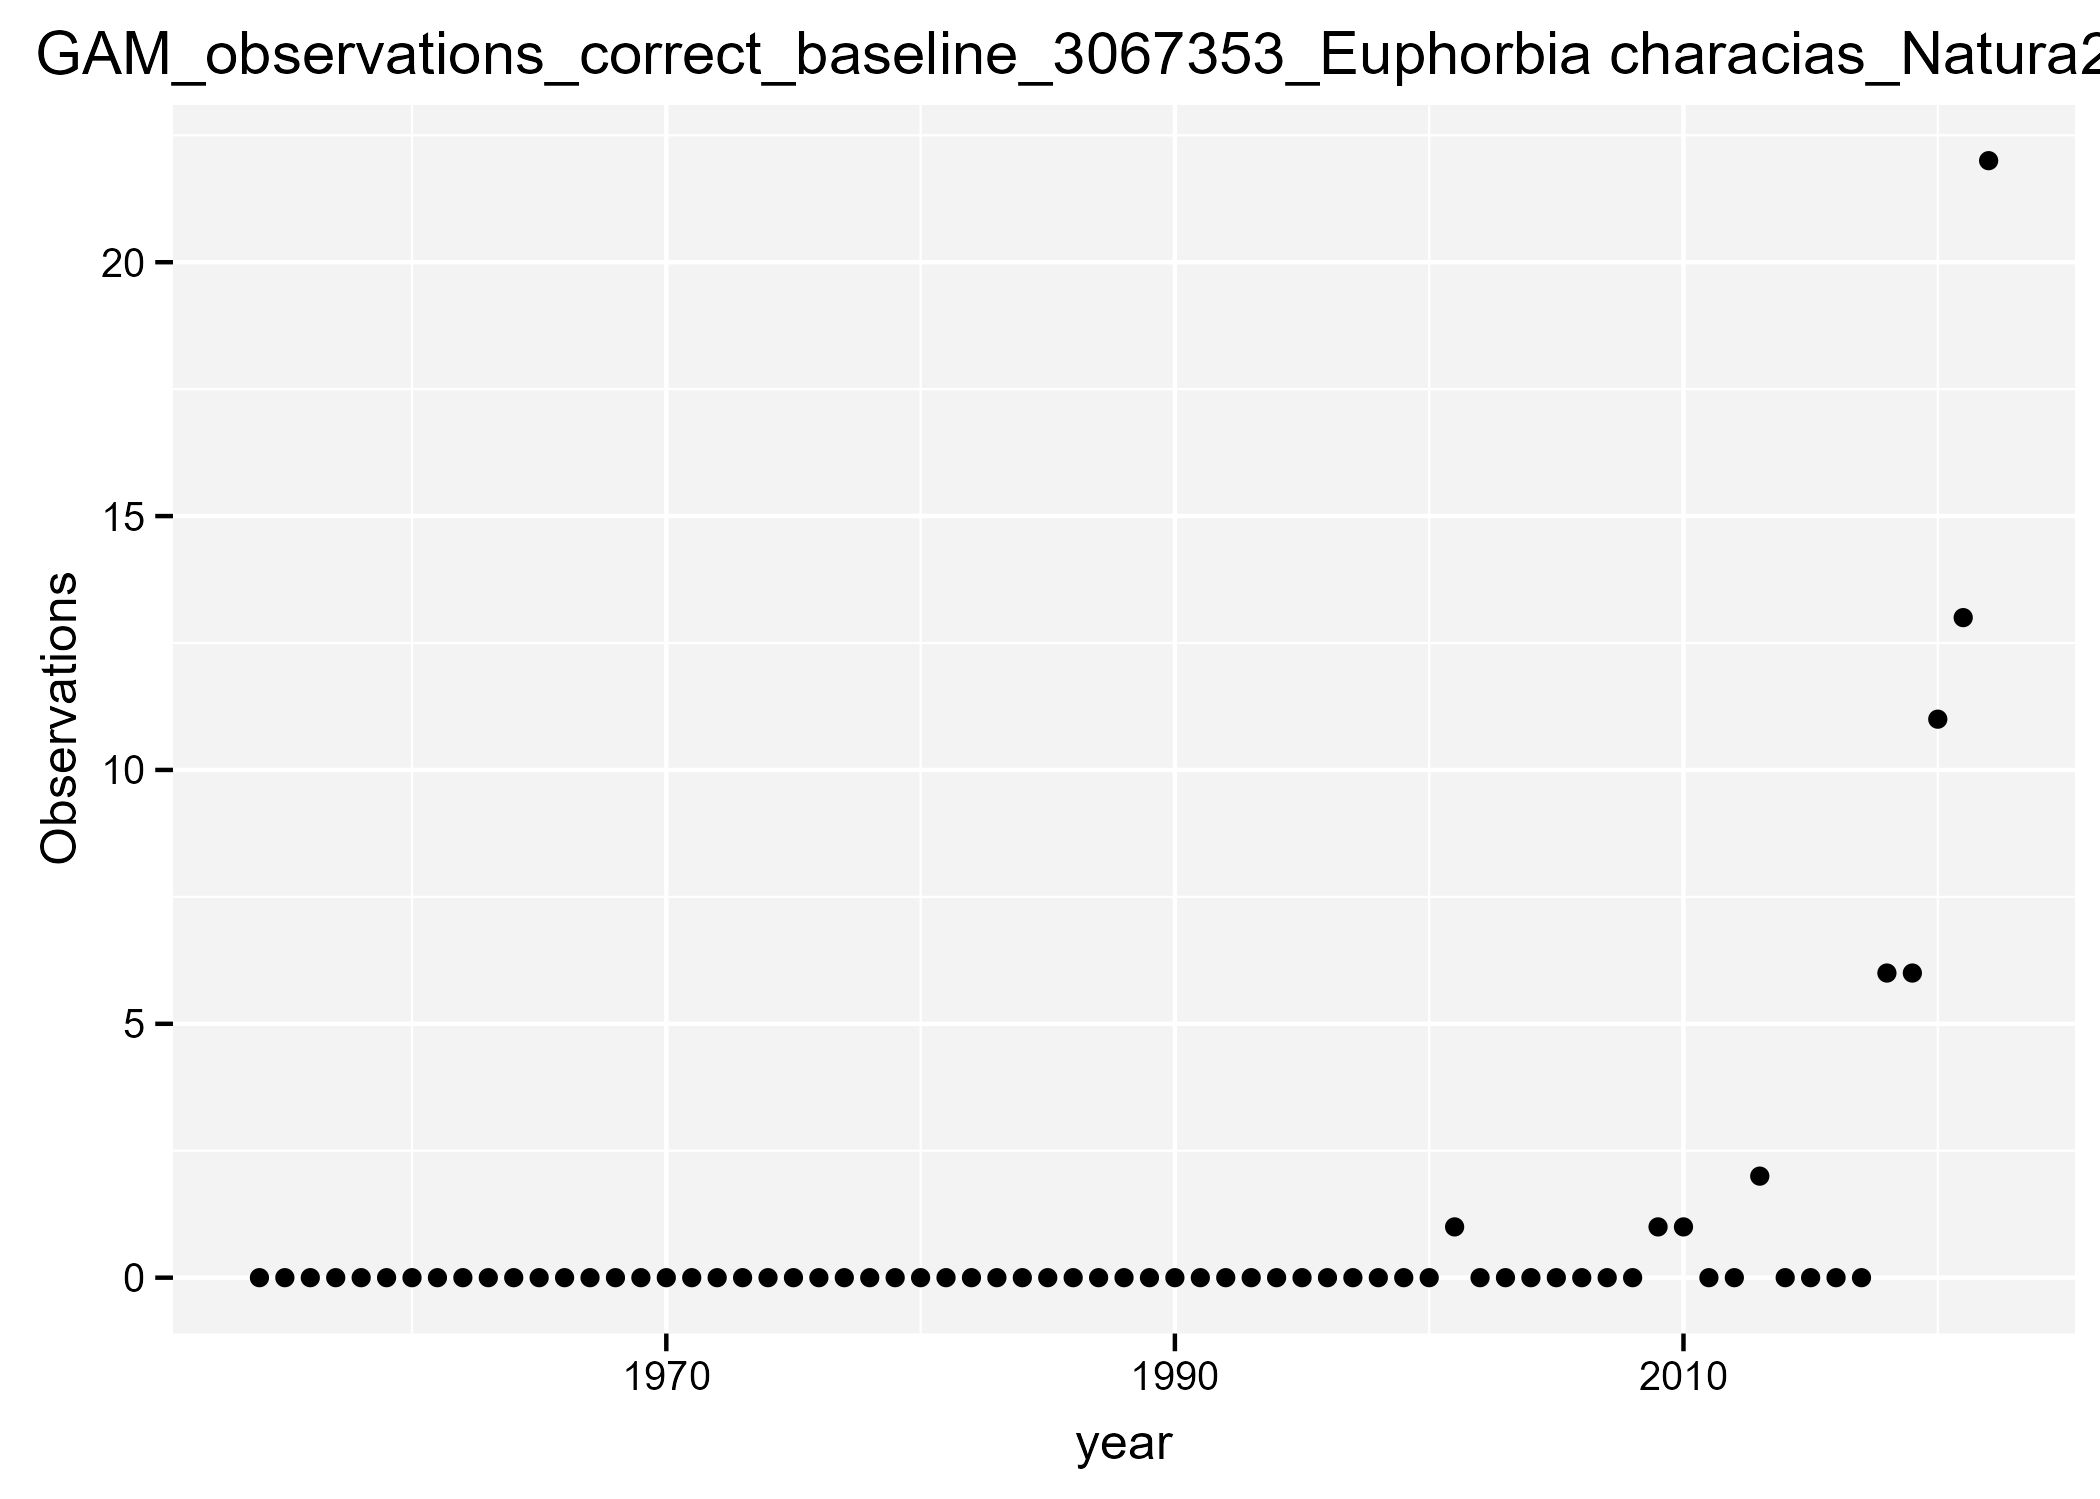 GAM_observations_correct_baseline_3067353_Euphorbia characias_Natura2
20
15
10
5
0
Observations
1970 1990 2010
year